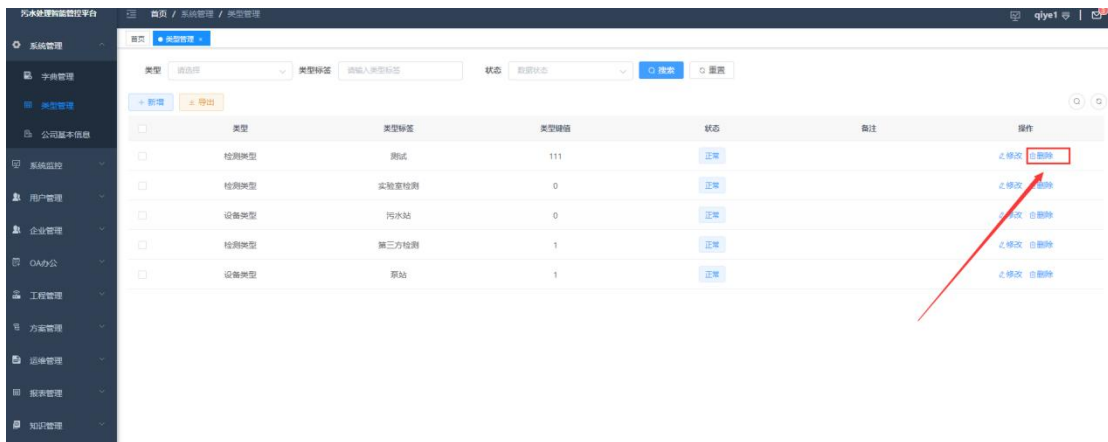 污水处理智能管控平台
首页 / 系统管理 / 类型管理
qiye1
系统管理
首页 类型管理 ×
字典管理
类型 请选择 类型标签 请输入类型标签 状态 数据状态 搜索 重置
类型管理
+ 新增 导出
公司基本信息
类型 类型标签 类型键值 状态 备注 操作
检测类型 测试 111 正常 修改 删除
系统监控
检测类型 实验室检测 0 正常 修改 删除
用户管理
设备类型 污水站 0 正常 修改 删除
企业管理
检测类型 第三方检测 1 正常 修改 删除
OA办公
设备类型 泵站 1 正常 修改 删除
工程管理
方案管理
运维管理
报表管理
知识管理